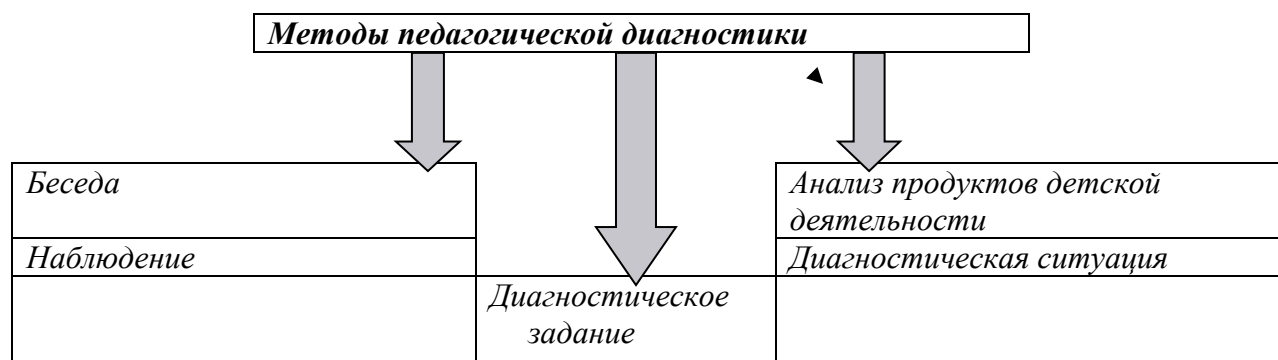 Методы педагогической диагностики
Беседа
Анализ продуктов детской
деятельности
Наблюдение
Диагностическая ситуация
Диагностическое
задание